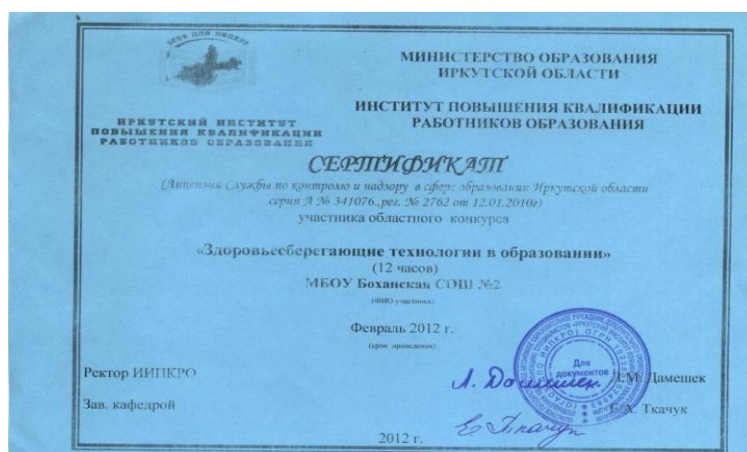 МИНИСТЕРСТВО ОБРАЗОВАНИЯ
ИРКУТСКОЙ ОБЛАСТИ
ИНСТИТУТ ПОВЫШЕНИЯ КВАЛИФИКАЦИИ
РАБОТНИКОВ ОБРАЗОВАНИЯ
ИРКУТСКИЙ ИНСТИТУТ
ПОВЫШЕНИЯ КВАЛИФИКАЦИИ
РАБОТНИКОВ ОБРАЗОВАНИЯ
СЕРТИФИКАТ
(Лицензия Службы по контролю и надзору в сфере образования Иркутской области
серия А № 341076.,рег. № 2762 от 12.01.2010г)
участника областного конкурса
«Здоровьесберегающие технологии в образовании»
(12 часов)
МБОУ Боханская СОШ №2
(ФИО участника)
Февраль 2012 г.
(срок проведения)
Для
документов
Ректор ИИПКРО
Л.М. Дамешек
Зав. кафедрой
Ткачук
2012 г.